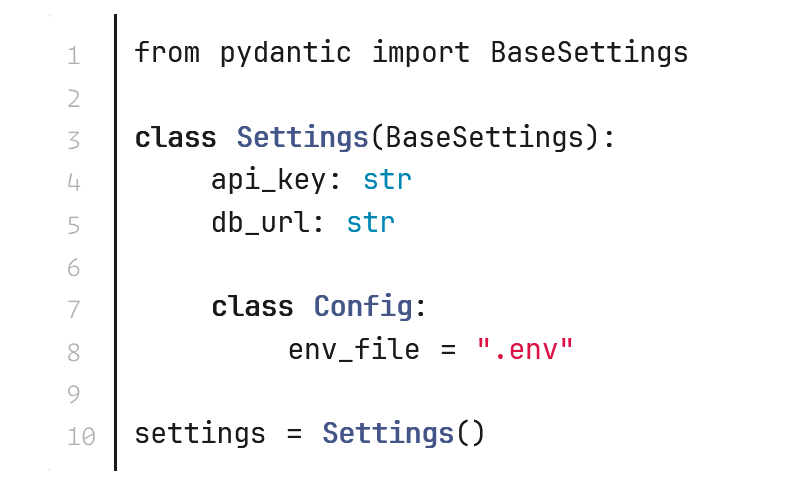 1 from pydantic import BaseSettings
2
3 class Settings(BaseSettings):
4     api_key: str
5     db_url: str
6
7     class Config:
8         env_file = ".env"
9
10 settings = Settings()